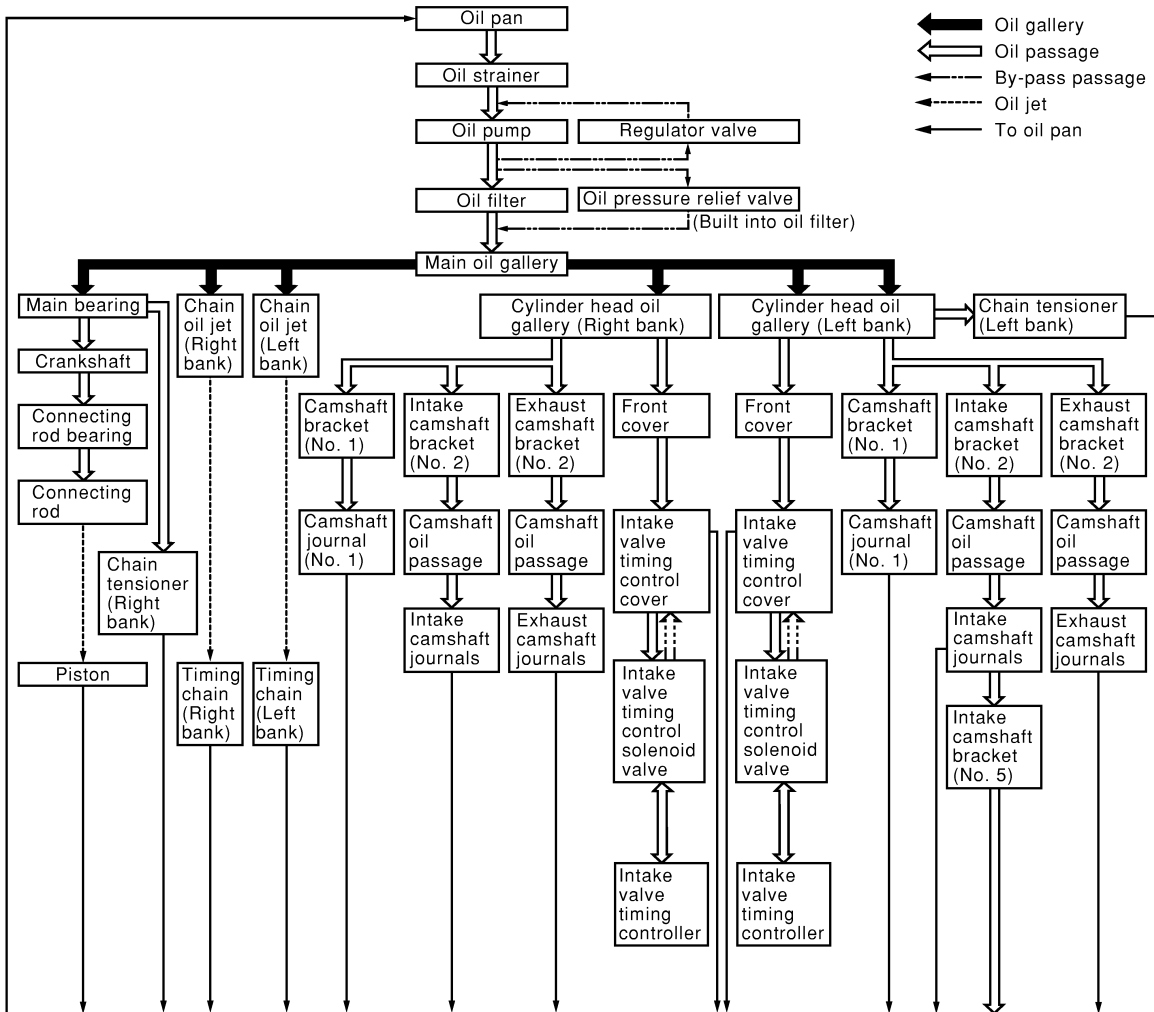 Oil pan
Oil strainer
Oil pump
Regulator valve
Oil filter
Oil pressure relief valve
(Built into oil filter)
Main oil gallery
Oil gallery
Oil passage
By-pass passage
Oil jet
To oil pan
Main bearing
Crankshaft
Connecting
rod bearing
Connecting
rod
Piston
Chain
tensioner
(Right
bank)
Chain
oil jet
(Right
bank)
Timing
chain
(Right
bank)
Chain
oil jet
(Left
bank)
Timing
chain
(Left
bank)
Cylinder head oil
gallery (Right bank)
Camshaft
bracket
(No. 1)
Camshaft
journal
(No. 1)
Intake
camshaft
bracket
(No. 2)
Camshaft
oil
passage
Intake
camshaft
journals
Exhaust
camshaft
bracket
(No. 2)
Camshaft
oil
passage
Exhaust
camshaft
journals
Front
cover
Intake
valve
timing
control
cover
Intake
valve
timing
control
solenoid
valve
Intake
valve
timing
controller
Cylinder head oil
gallery (Left bank)
Chain tensioner
(Left bank)
Front
cover
Intake
valve
timing
control
cover
Intake
valve
timing
control
solenoid
valve
Intake
valve
timing
controller
Camshaft
bracket
(No. 1)
Camshaft
journal
(No. 1)
Intake
camshaft
bracket
(No. 2)
Camshaft
oil
passage
Intake
camshaft
journals
Intake
camshaft
bracket
(No. 5)
Exhaust
camshaft
bracket
(No. 2)
Camshaft
oil
passage
Exhaust
camshaft
journals